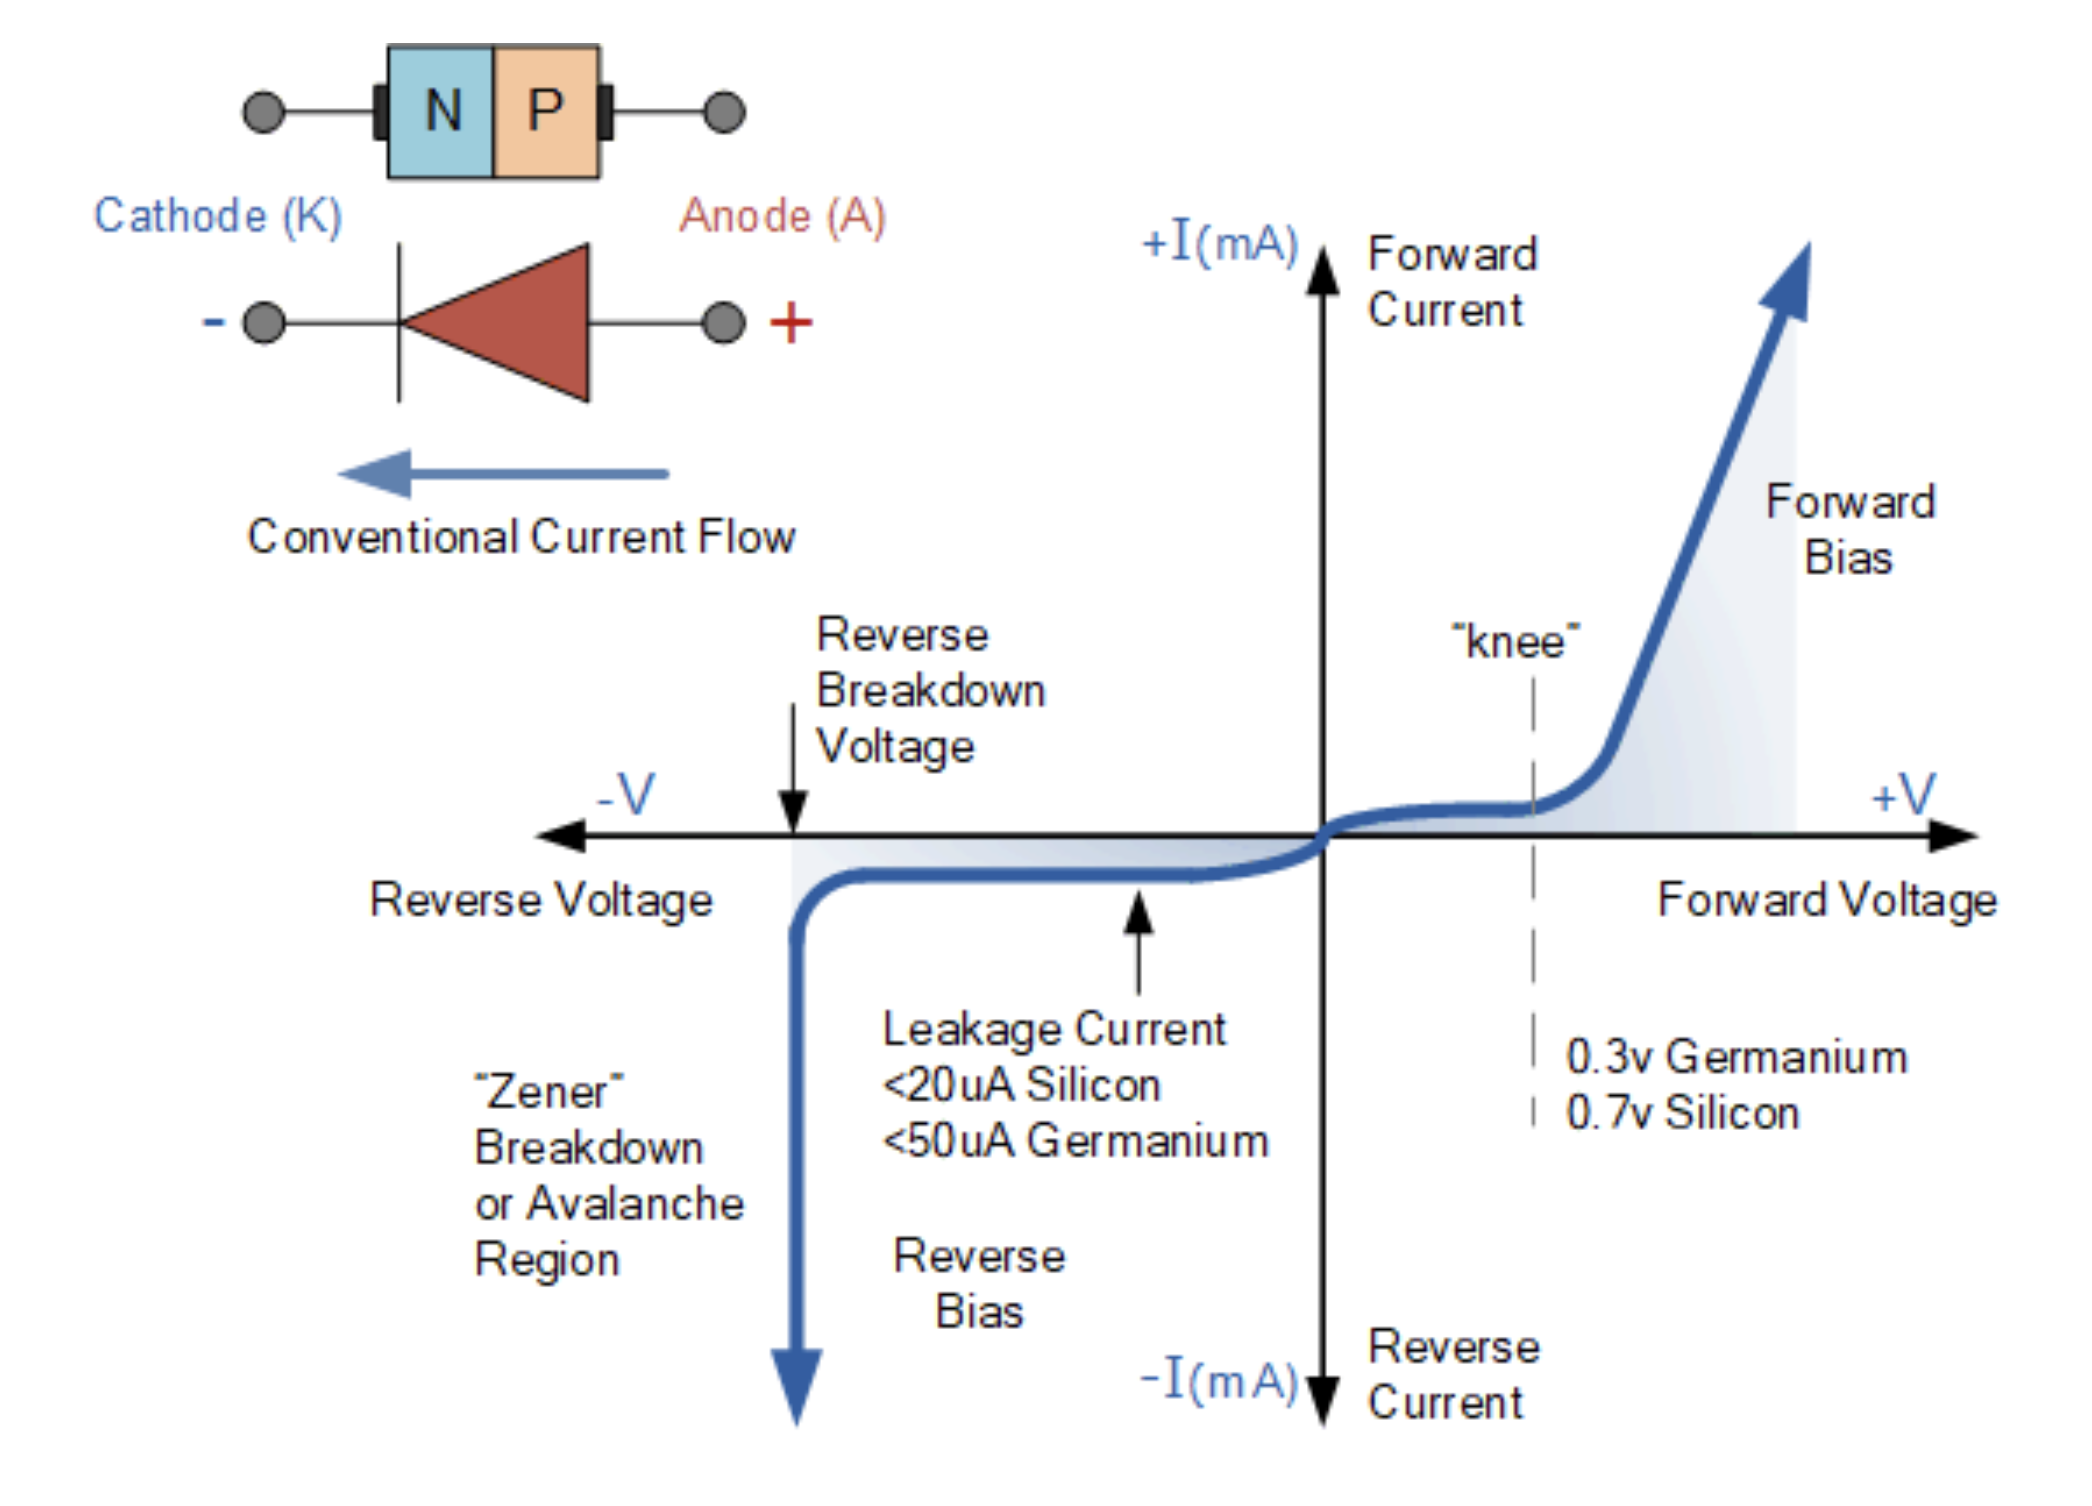 N P
Cathode (K)
Anode (A)
- +
Conventional Current Flow
+I(mA)
Forward
Current
Forward
Bias
"knee"
Reverse
Breakdown
Voltage
-V
+V
Reverse Voltage
Forward Voltage
Leakage Current
<20uA Silicon
<50uA Germanium
0.3v Germanium
0.7v Silicon
"Zener"
Breakdown
or Avalanche
Region
Reverse
Bias
-I(mA)
Reverse
Current